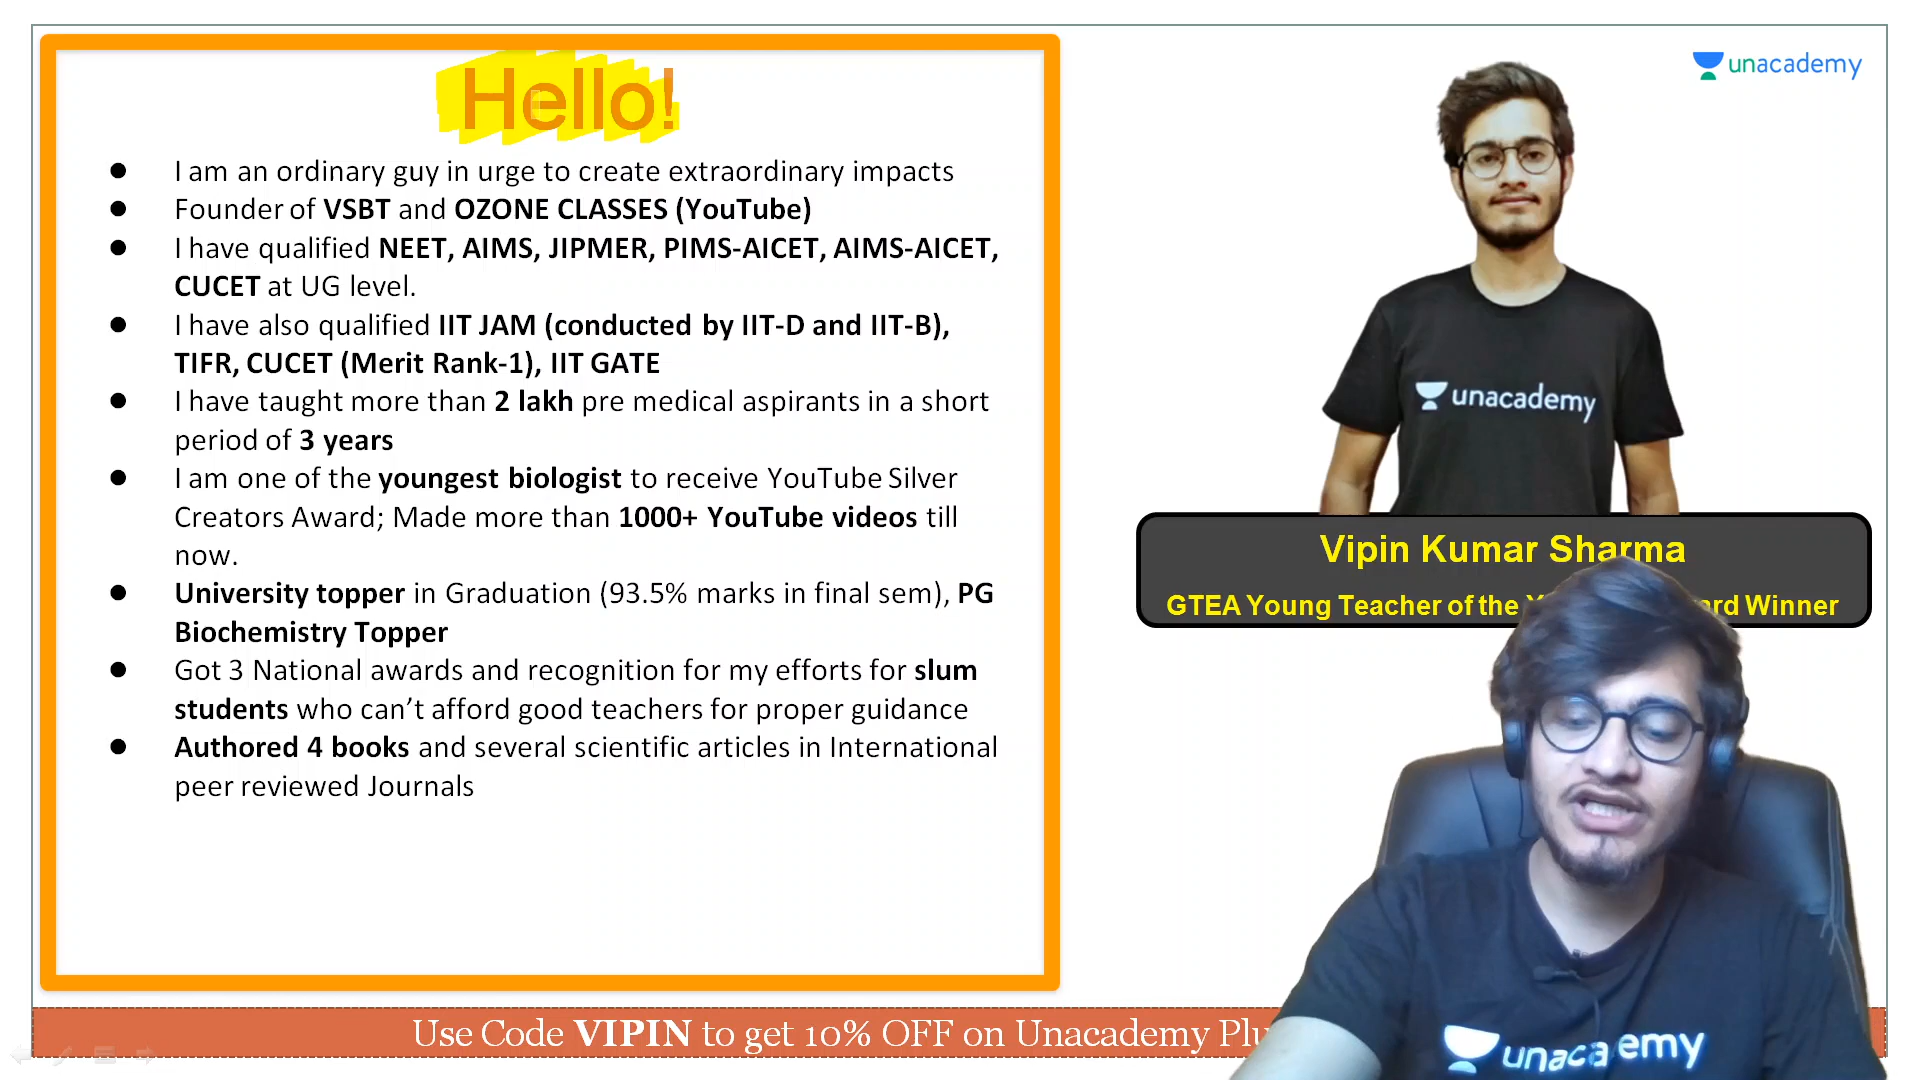 Hello!
I am an ordinary guy in urge to create extraordinary impacts
Founder of VSBT and OZONE CLASSES (YouTube)
I have qualified NEET, AIMS, JIPMER, PIMS-AICET, AIMS-AICET,
CUCET at UG level.
I have also qualified IIT JAM (conducted by IIT-D and IIT-B),
TIFR, CUCET (Merit Rank-1), IIT GATE
I have taught more than 2 lakh pre medical aspirants in a short
period of 3 years
I am one of the youngest biologist to receive YouTube Silver
Creators Award; Made more than 1000+ YouTube videos till
now.
University topper in Graduation (93.5% marks in final sem), PG
Biochemistry Topper
Got 3 National awards and recognition for my efforts for slum
students who can’t afford good teachers for proper guidance
Authored 4 books and several scientific articles in International
peer reviewed Journals
unacademy
unacademy
Vipin Kumar Sharma
GTEA Young Teacher of the Winner
unacademy
Use Code VIPIN to get 10% OFF on Unacademy